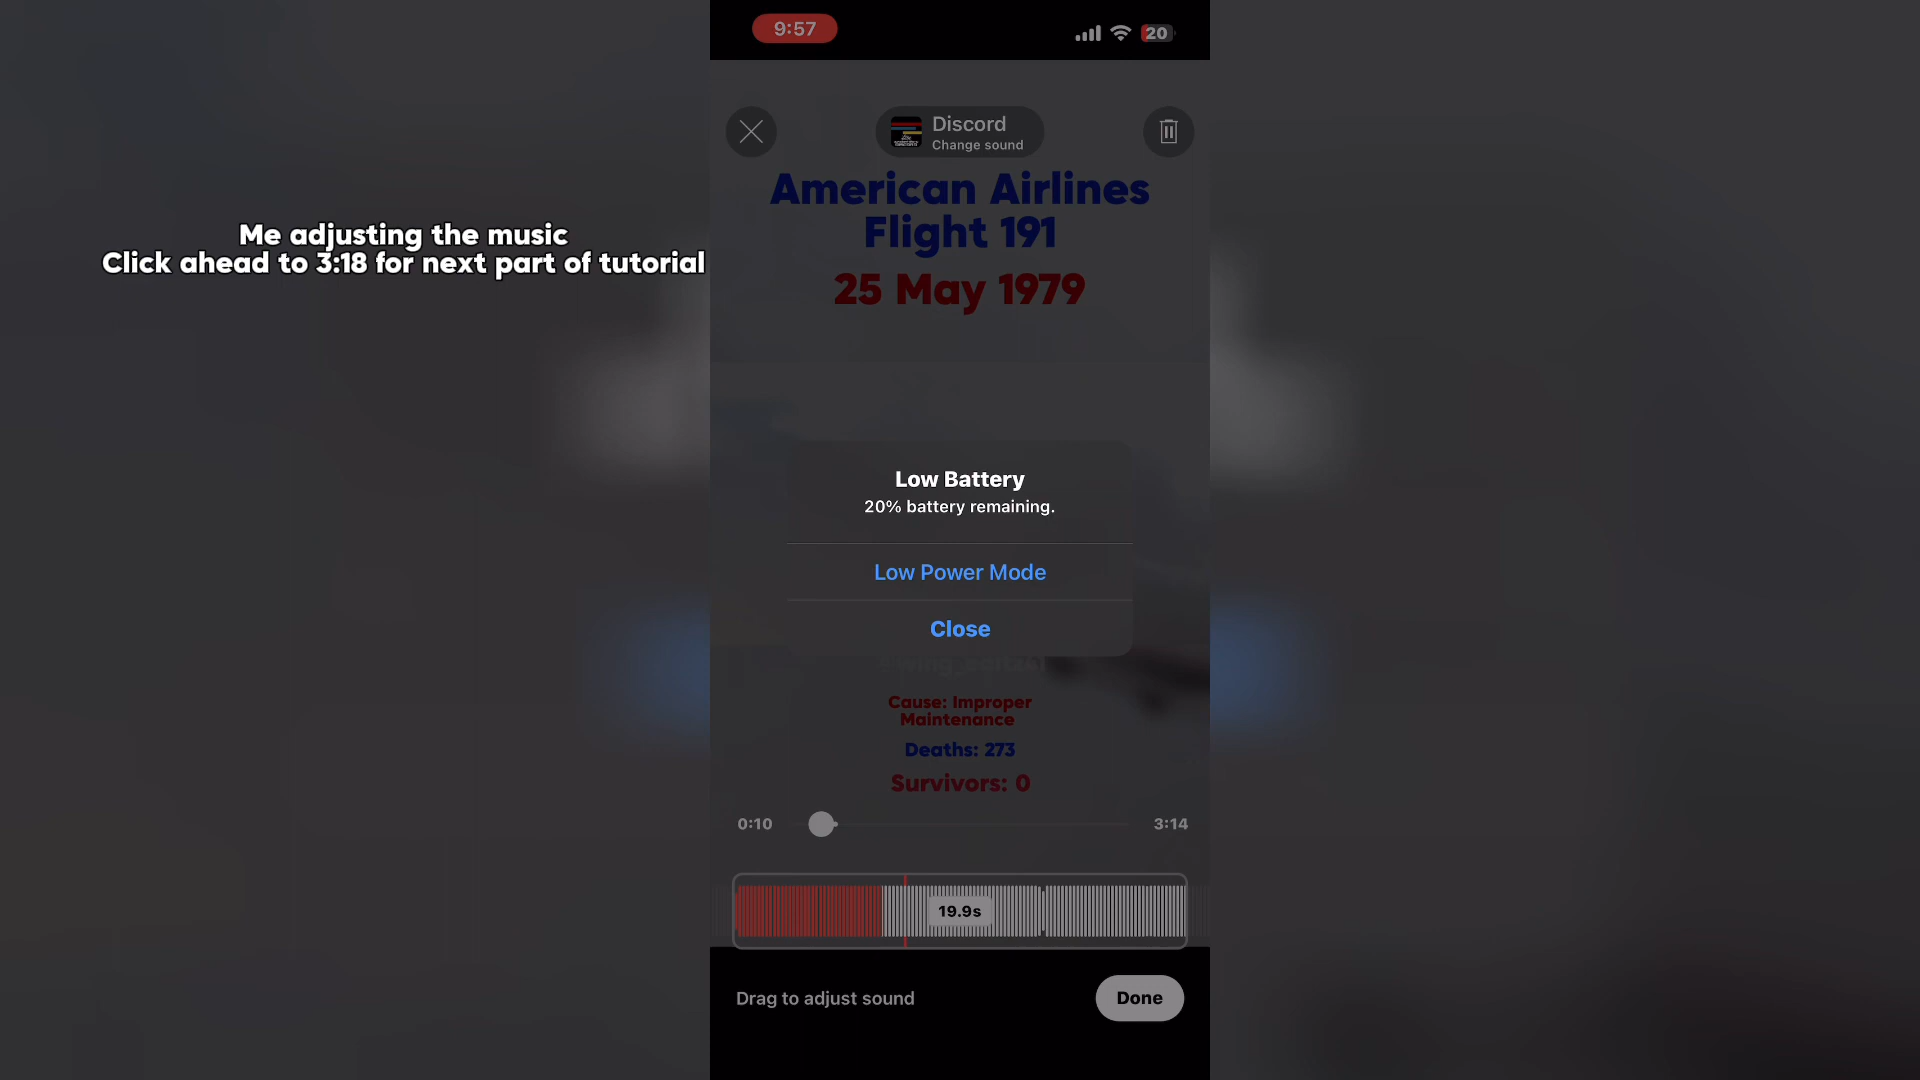 9:57
20
Discord
Change sound
American Airlines
Flight 191
25 May 1979
Me adjusting the music
Click ahead to 3:18 for next part of tutorial
Low Battery
20% battery remaining.
Low Power Mode
Close
Cause: Improper
Maintenance
Deaths: 273
Survivors: 0
0:10
3:14
19.9s
Drag to adjust sound
Done